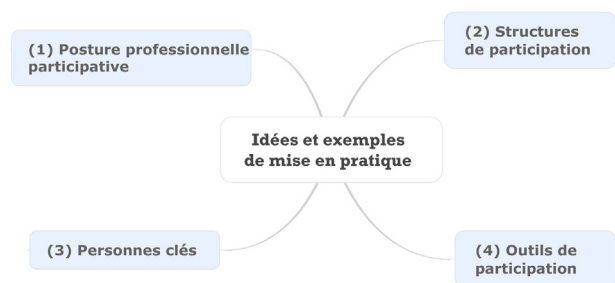 (1) Posture professionnelle
participative
(2) Structures
de participation
Idées et exemples
de mise en pratique
(3) Personnes clés
(4) Outils de
participation